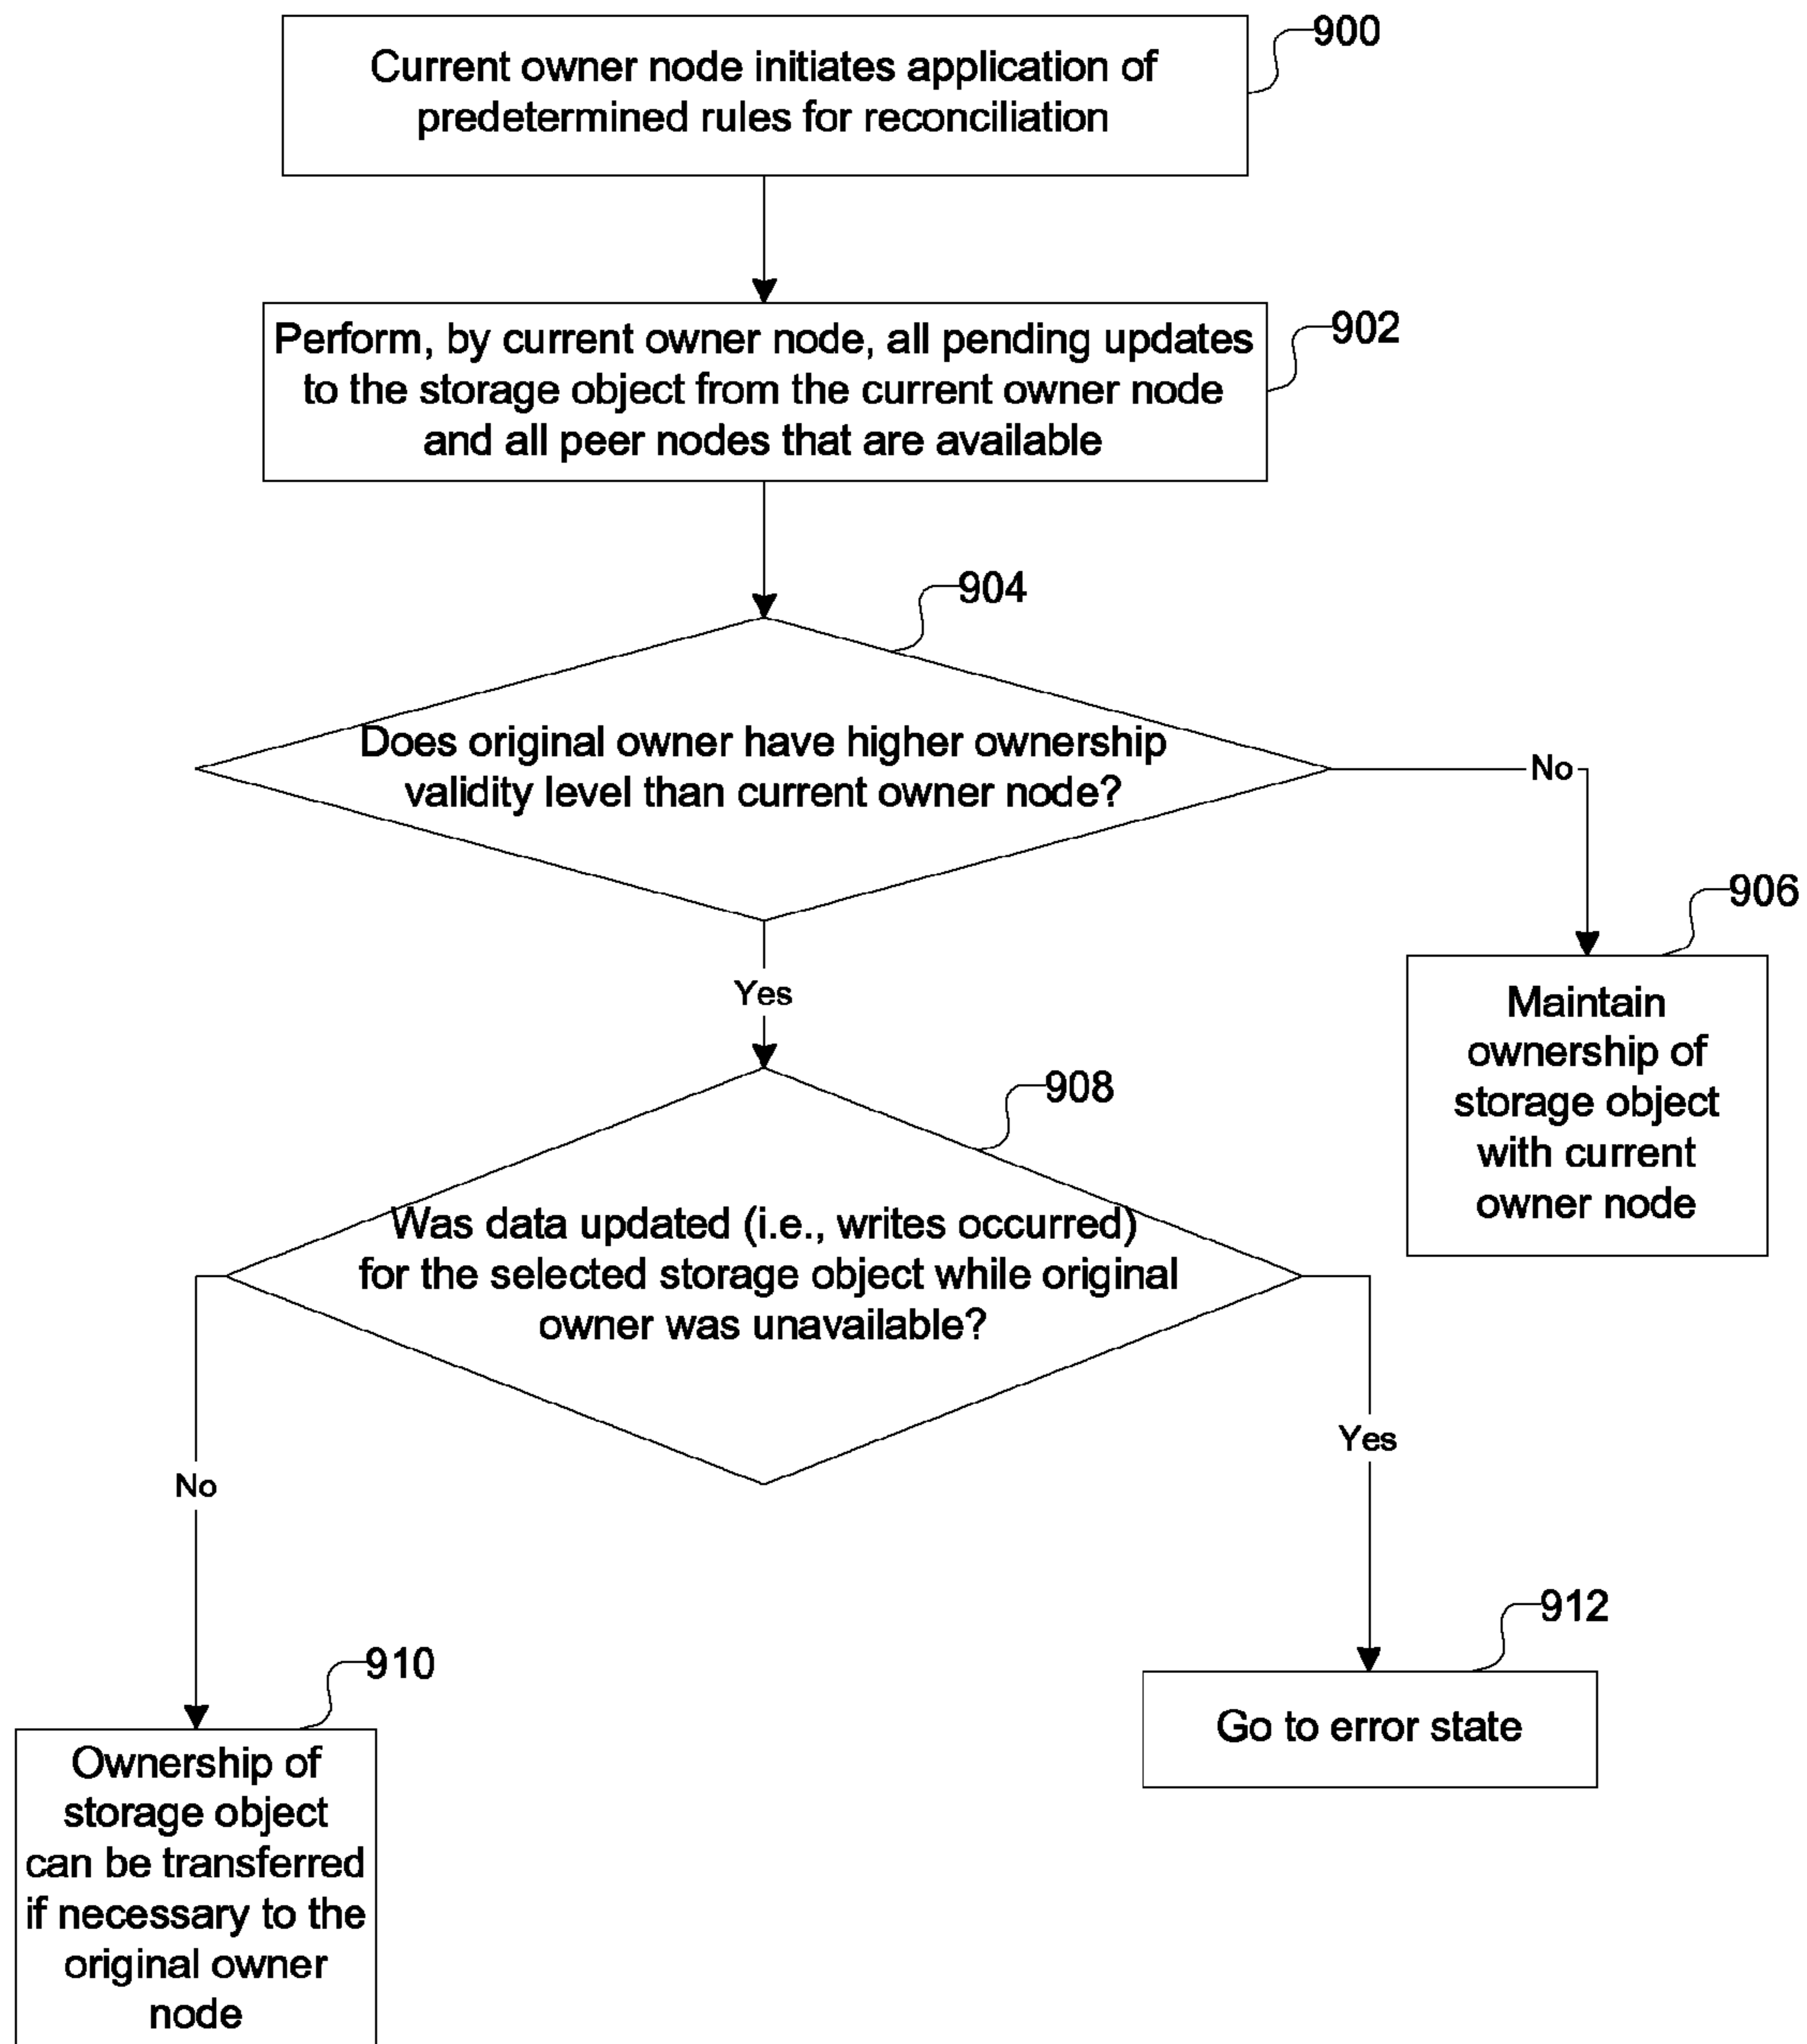 900
Current owner node initiates application of
predetermined rules for reconciliation
902
Perform, by current owner node, all pending updates
to the storage object from the current owner node
and all peer nodes that are available
904
Does original owner have higher ownership
validity level than current owner node?
No
906
Maintain
ownership of
storage object
with current
owner node
Yes
908
Was data updated (i.e., writes occurred)
for the selected storage object while original
owner was unavailable?
No
Yes
910
Ownership of
storage object
can be transferred
if necessary to the
original owner
node
912
Go to error state